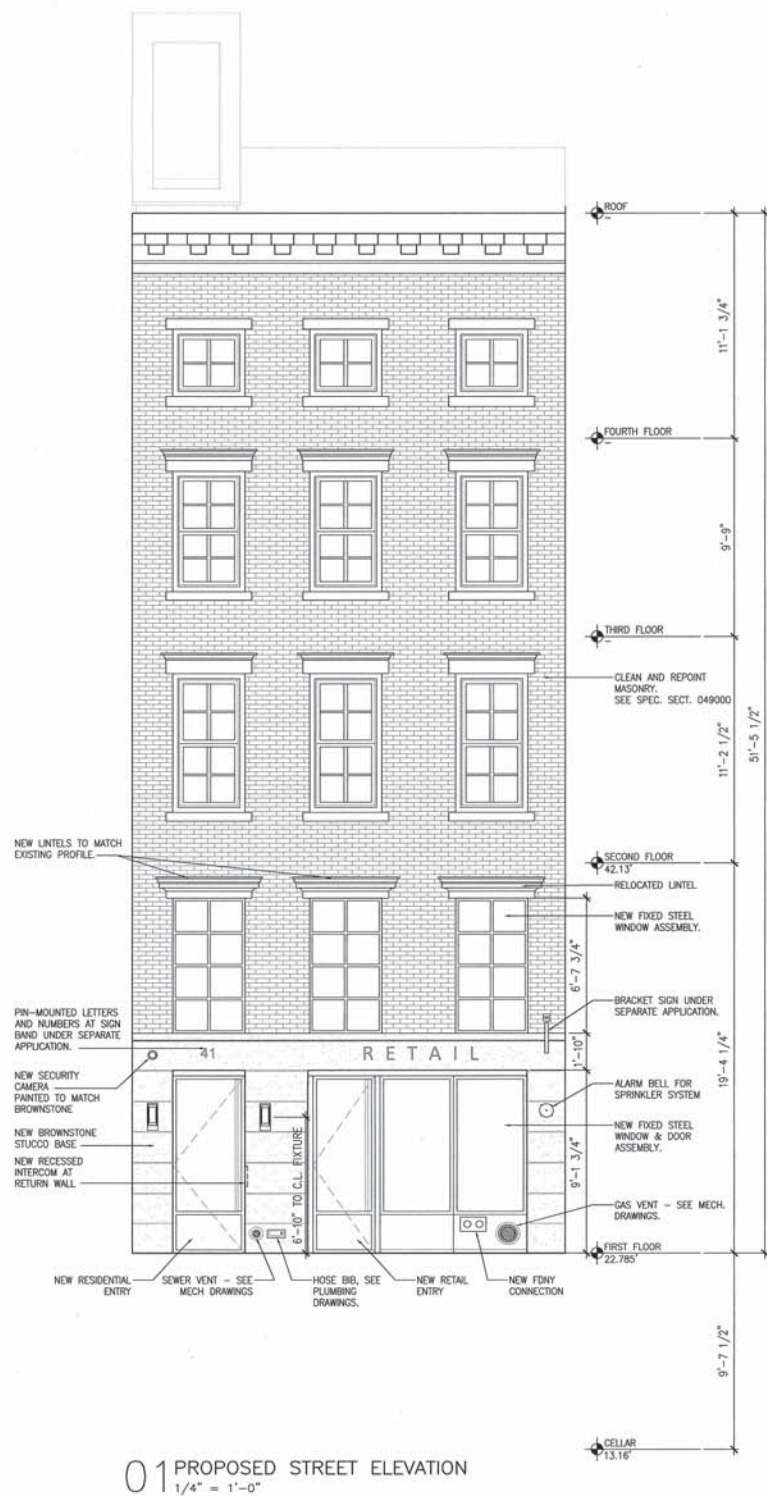 ROOF
–
11'-1 3/4"
FOURTH FLOOR
–
9'-9"
THIRD FLOOR
–
CLEAN AND REPOINT
MASONRY.
SEE SPEC. SECT. 049000
11'-2 1/2"
51'-5 1/2"
NEW LINTELS TO MATCH
EXISTING PROFILE.
SECOND FLOOR
42.13'
RELOCATED LINTEL
NEW FIXED STEEL
WINDOW ASSEMBLY.
6'-7 3/4"
PIN-MOUNTED LETTERS
AND NUMBERS AT SIGN
BAND UNDER SEPARATE
APPLICATION.
BRACKET SIGN UNDER
SEPARATE APPLICATION.
41
RETAIL
1'-10"
19'-4 1/4"
NEW SECURITY
CAMERA
PAINTED TO MATCH
BROWNSTONE
ALARM BELL FOR
SPRINKLER SYSTEM
NEW BROWNSTONE
STUCCO BASE
NEW FIXED STEEL
WINDOW & DOOR
ASSEMBLY.
NEW RECESSED
INTERCOM AT
RETURN WALL
6'-10" TO C.L. FIXTURE
9'-1 3/4"
GAS VENT - SEE MECH.
DRAWINGS.
FIRST FLOOR
22.785'
NEW RESIDENTIAL
ENTRY
SEWER VENT - SEE
MECH DRAWINGS
HOSE BIB, SEE
PLUMBING
DRAWINGS.
NEW RETAIL
ENTRY
NEW FDNY
CONNECTION
9'-7 1/2"
CELLAR
13.16'
01 PROPOSED STREET ELEVATION
1/4" = 1'-0"